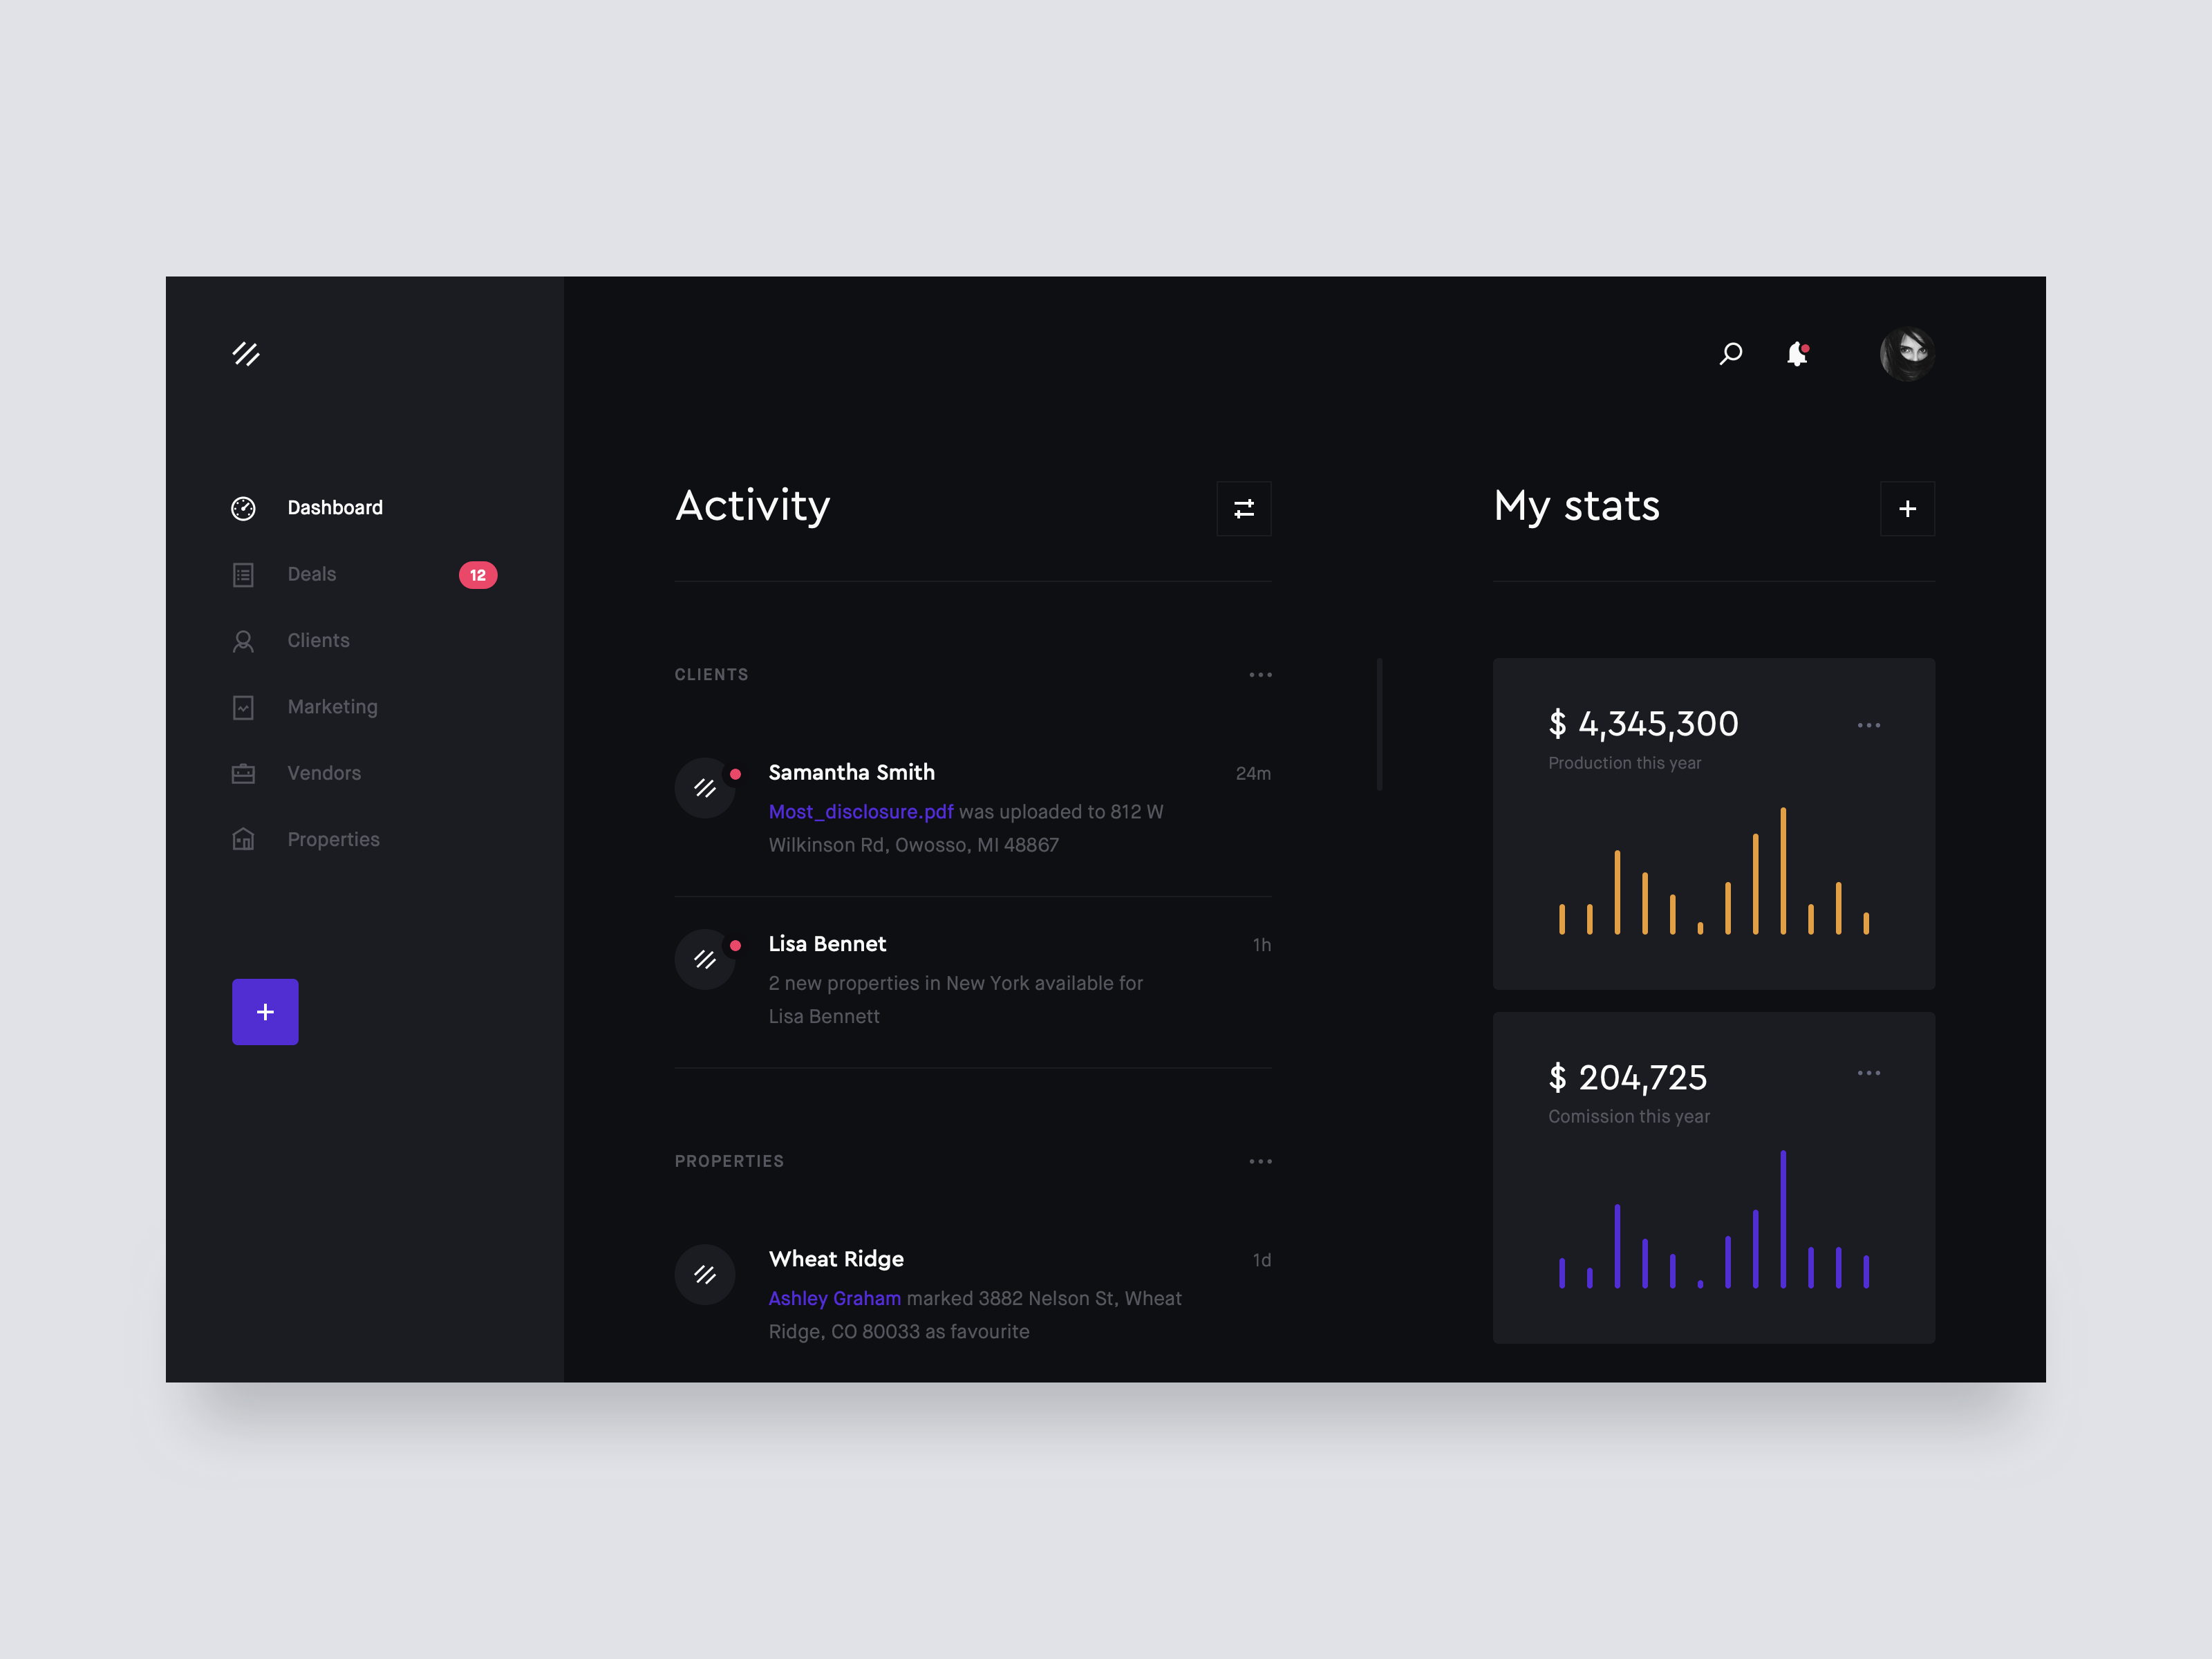 Dashboard
Deals
12
Clients
Marketing
Vendors
Properties
Activity
CLIENTS
Samantha Smith
24m
Most_disclosure.pdf was uploaded to 812 W
Wilkinson Rd, Owosso, MI 48867
Lisa Bennet
1h
2 new properties in New York available for
Lisa Bennett
PROPERTIES
Wheat Ridge
1d
Ashley Graham marked 3882 Nelson St, Wheat
Ridge, CO 80033 as favourite
My stats
$ 4,345,300
Production this year
$ 204,725
Comission this year